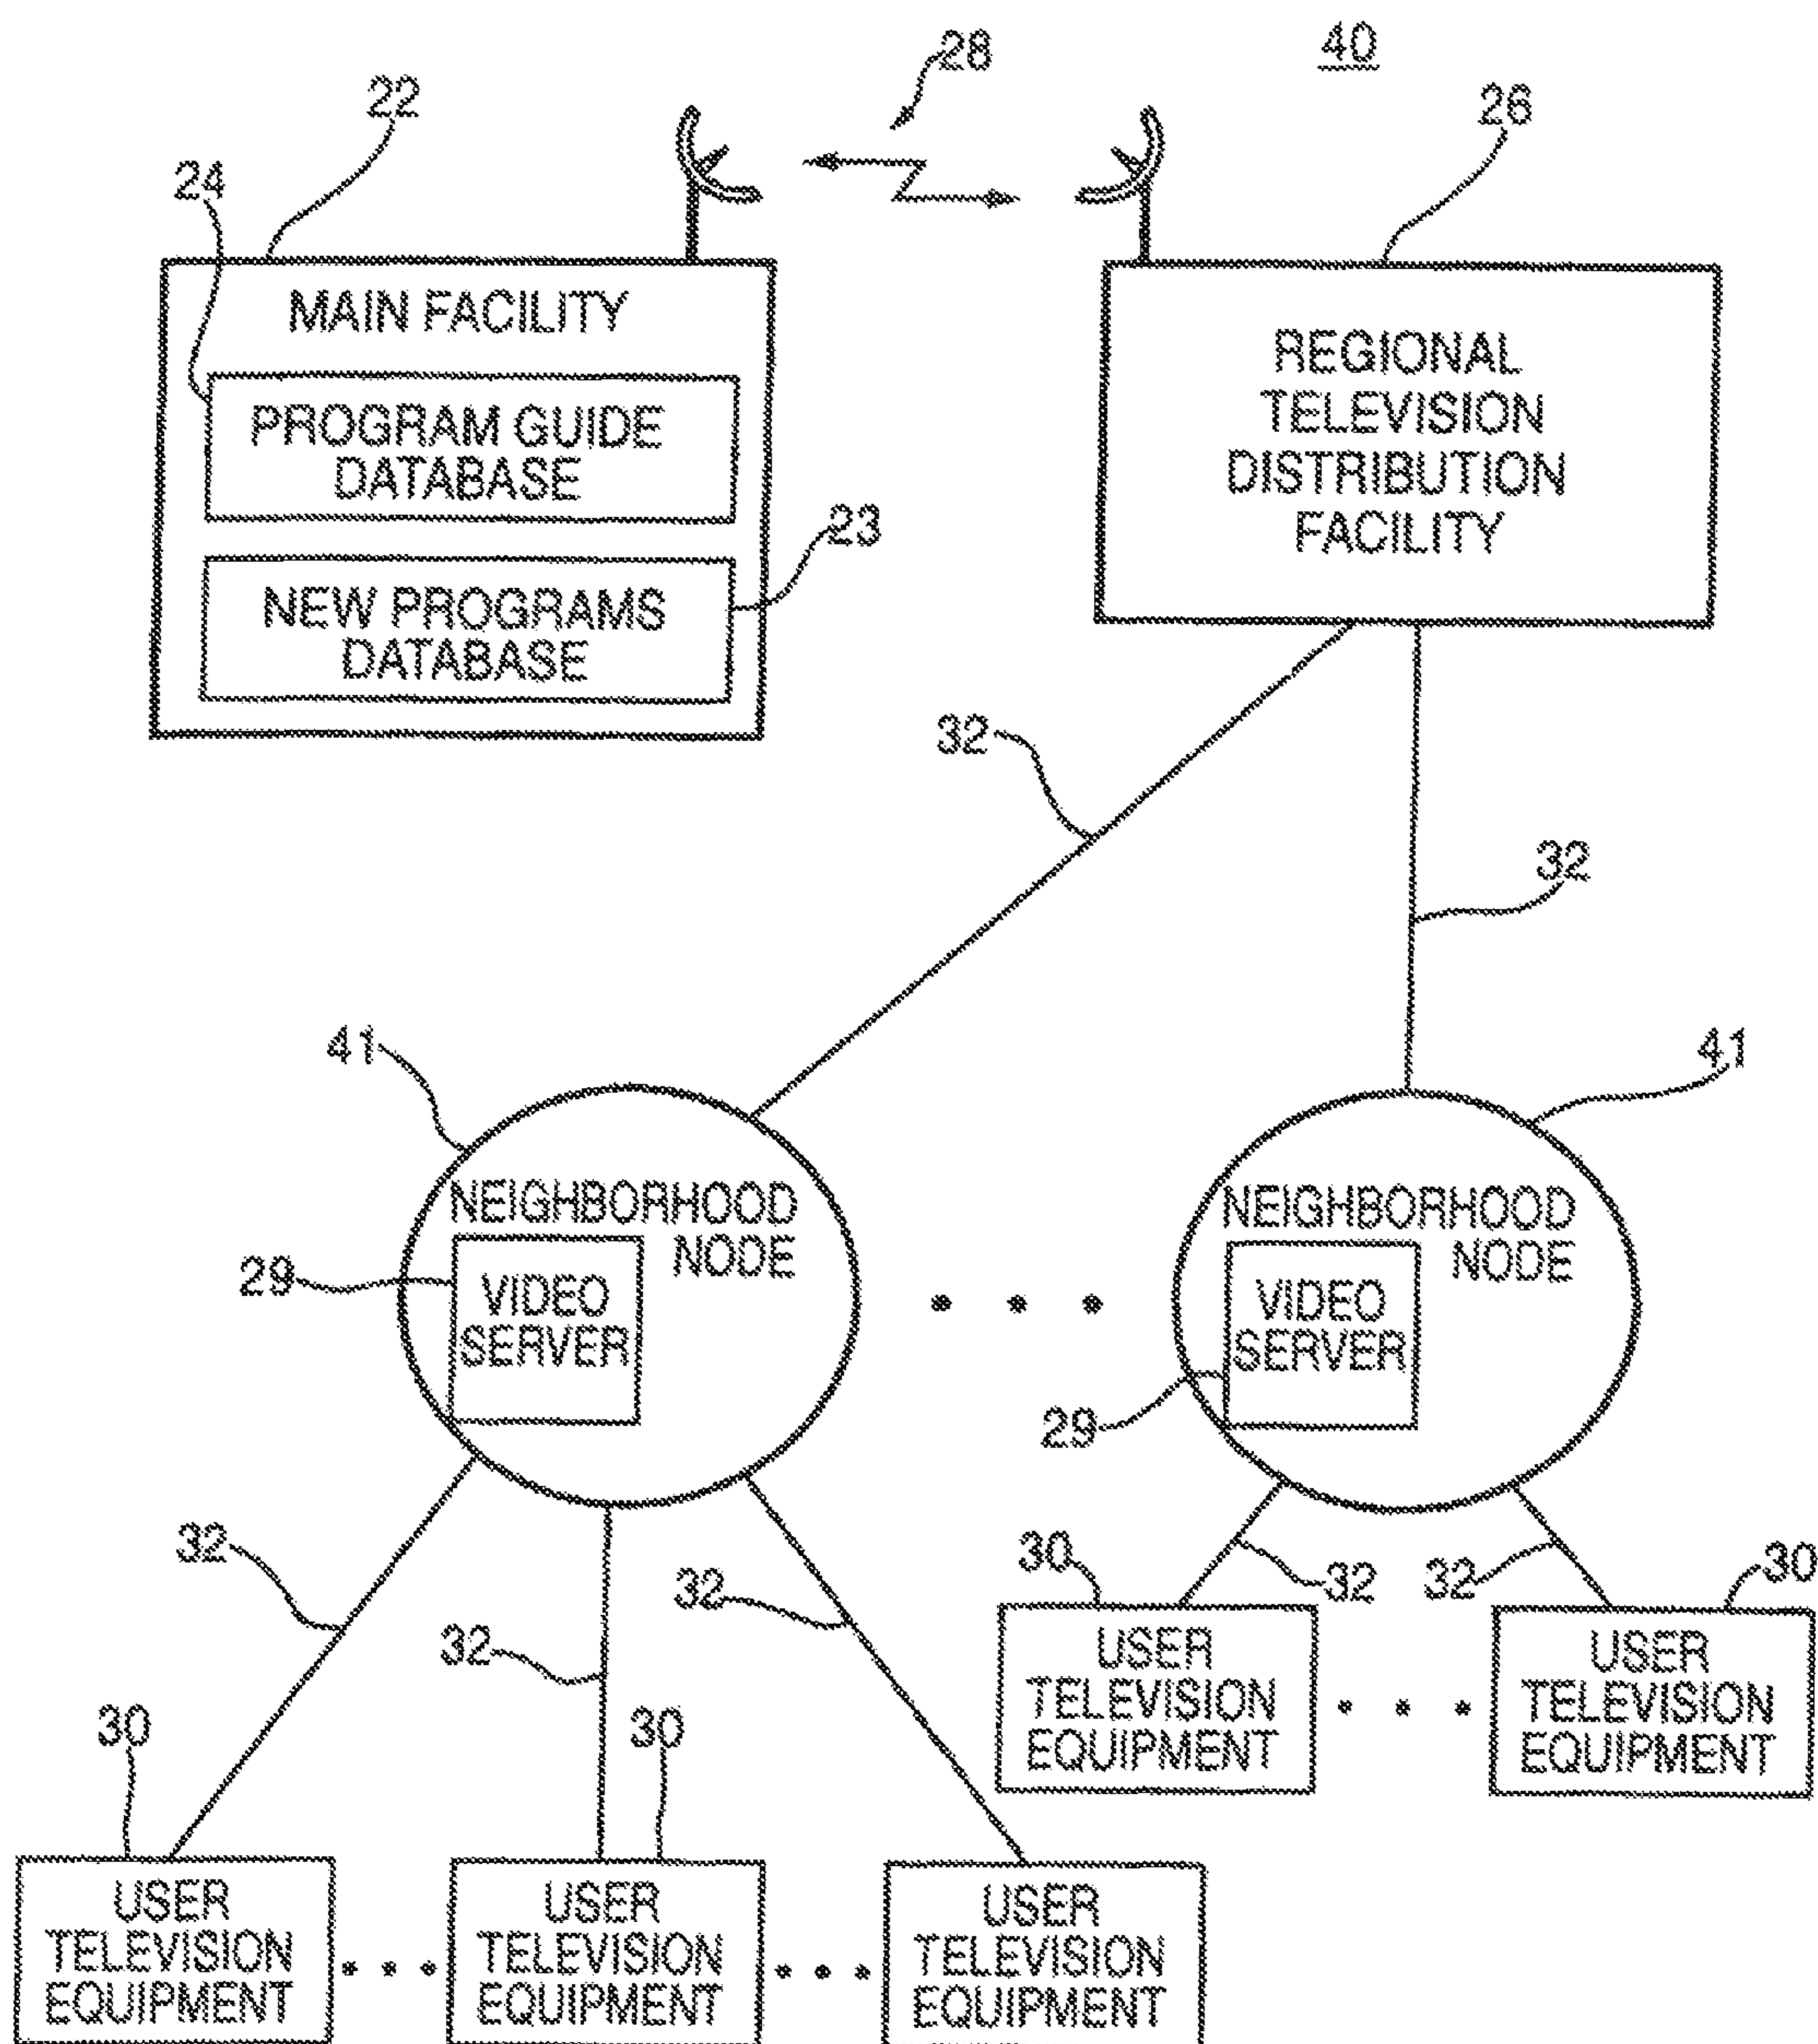 28
40
22
26
24
MAIN FACILITY
PROGRAM GUIDE
DATABASE
23
NEW PROGRAMS
DATABASE
REGIONAL
TELEVISION
DISTRIBUTION
FACILITY
32
32
41
41
NEIGHBORHOOD
NODE
29
VIDEO
SERVER
NEIGHBORHOOD
NODE
VIDEO
SERVER
29
32
32
32
30
32
32
30
USER
TELEVISION
EQUIPMENT
USER
TELEVISION
EQUIPMENT
30
30
USER
TELEVISION
EQUIPMENT
USER
TELEVISION
EQUIPMENT
USER
TELEVISION
EQUIPMENT